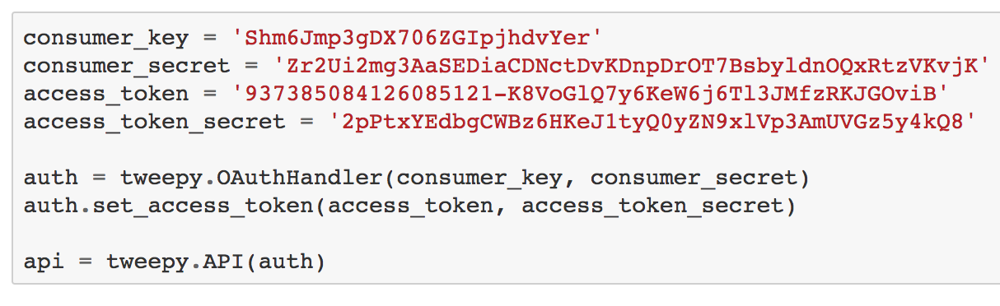 consumer_key = 'Shm6Jmp3gDX706ZGIpjhdvYer'
consumer_secret = 'Zr2Ui2mg3AaSEDiaCDNctDvKDnpDrOT7BsbyldnOQxRtzVKvjK'
access_token = '937385084126085121-K8VoGlQ7y6KeW6j6Tl3JMfzRKJGOviB'
access_token_secret = '2pPtxYEdbgCWBz6HKeJ1tyQ0yZN9xlVp3AmUVGz5y4kQ8'
auth = tweepy.OAuthHandler(consumer_key, consumer_secret)
auth.set_access_token(access_token, access_token_secret)
api = tweepy.API(auth)